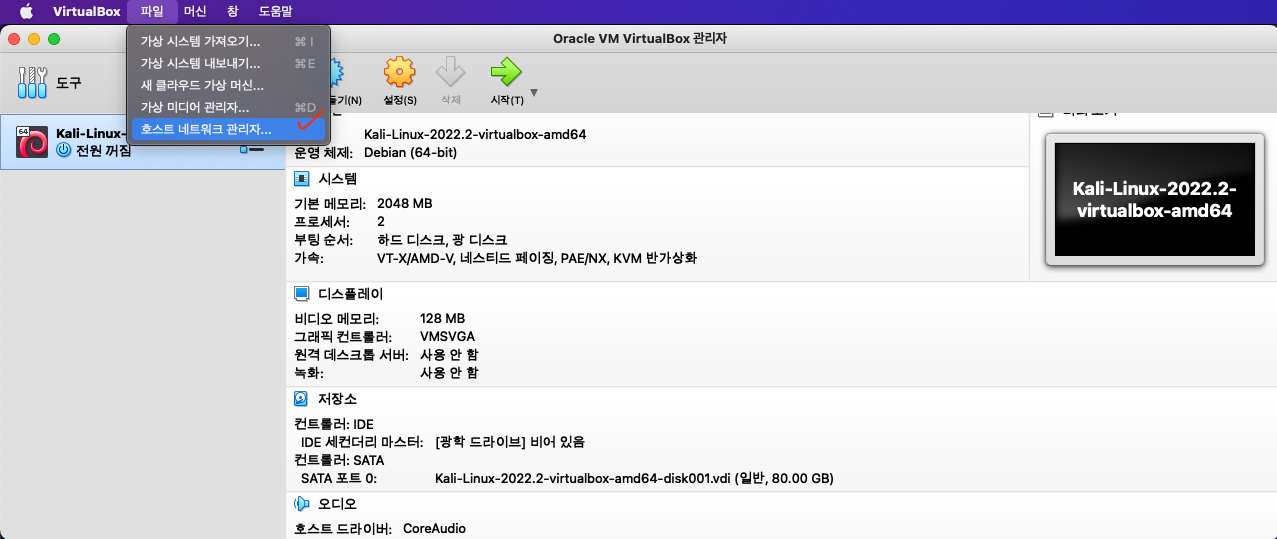 VirtualBox 파일 머신 창 도움말
Oracle VM VirtualBox 관리자
가상 시스템 가져오기... ⌘ I
가상 시스템 내보내기... ⌘E
새 클라우드 가상 머신...
가상 미디어 관리자... ⌘D
호스트 네트워크 관리자...
도구
들기(N) 설정(S) 삭제 시작(T)
64
Kali-Linux-
전원 꺼짐
Kali-Linux-2022.2-virtualbox-amd64
운영 체제: Debian (64-bit)
시스템
기본 메모리: 2048 MB
프로세서: 2
부팅 순서: 하드 디스크, 광 디스크
가속: VT-X/AMD-V, 네스티드 페이징, PAE/NX, KVM 반가상화
Kali-Linux-2022.2-
virtualbox-amd64
디스플레이
비디오 메모리: 128 MB
그래픽 컨트롤러: VMSVGA
원격 데스크톱 서버: 사용 안 함
녹화: 사용 안 함
저장소
컨트롤러: IDE
IDE 세컨더리 마스터: [광학 드라이브] 비어 있음
컨트롤러: SATA
SATA 포트 0: Kali-Linux-2022.2-virtualbox-amd64-disk001.vdi (일반, 80.00 GB)
오디오
호스트 드라이버: CoreAudio